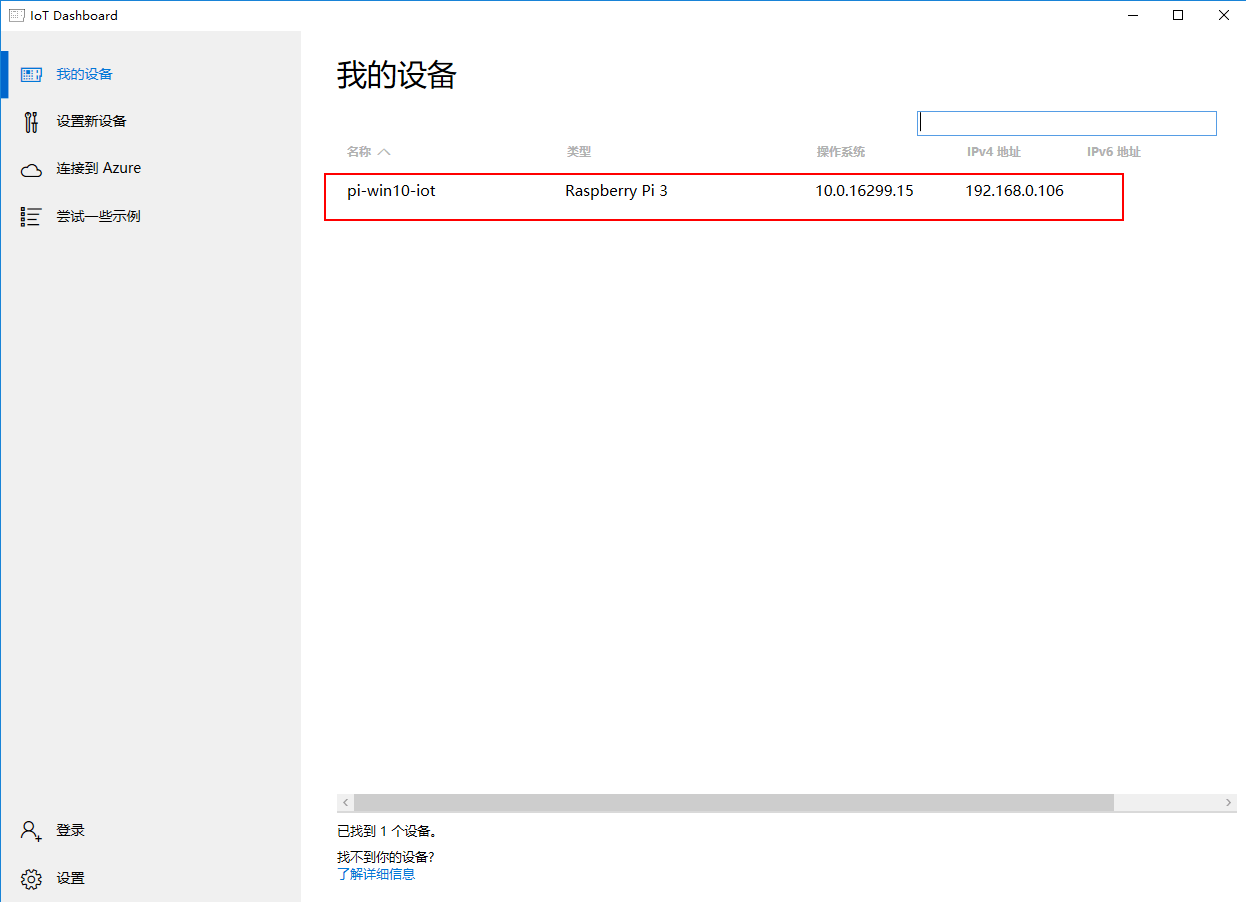 IoT Dashboard
我的设备
设置新设备
连接到 Azure
尝试一些示例
登录
设置
我的设备
名称 类型 操作系统 IPv4 地址 IPv6 地址
pi-win10-iot Raspberry Pi 3 10.0.16299.15 192.168.0.106
已找到 1 个设备。
找不到你的设备?
了解详细信息